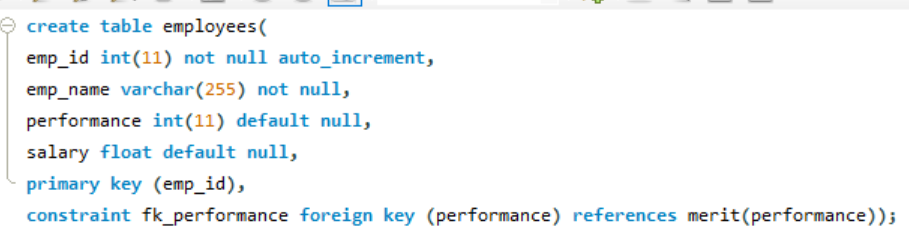 create table employees(
emp_id int(11) not null auto_increment,
emp_name varchar(255) not null,
performance int(11) default null,
salary float default null,
primary key (emp_id),
constraint fk_performance foreign key (performance) references merit(performance));